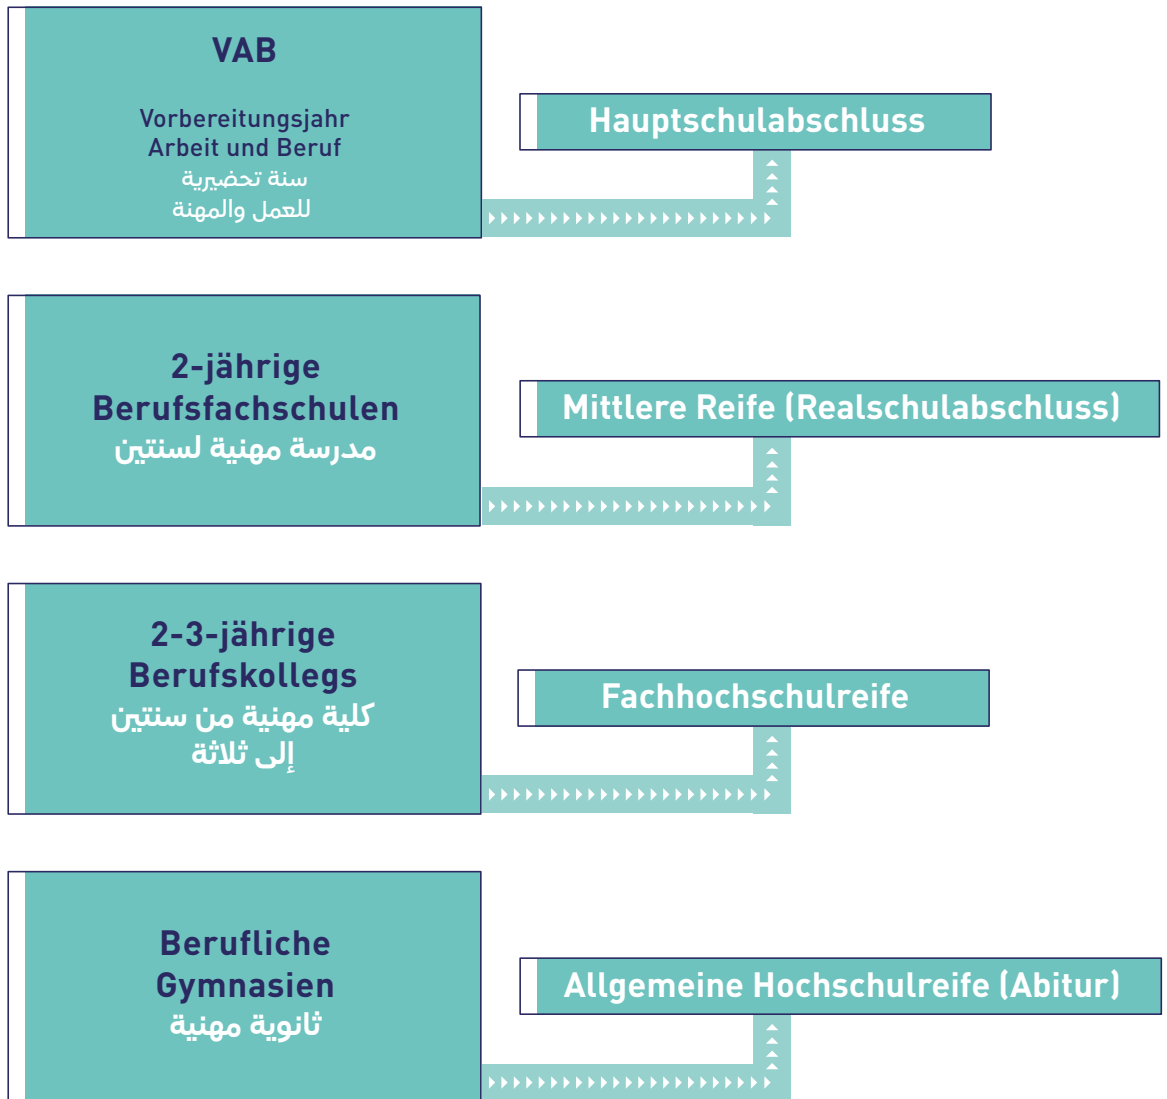 VAB
Vorbereitungsjahr
Arbeit und Beruf
سنة تحضيرية
للعمل والمهنة
Hauptschulabschluss
2-jährige
Berufsfachschulen
مدرسة مهنية لسنتين
Mittlere Reife (Realschulabschluss)
2-3-jährige
Berufskollegs
كلية مهنية من سنتين
إلى ثلاثة
Fachhochschulreife
Berufliche
Gymnasien
ثانوية مهنية
Allgemeine Hochschulreife (Abitur)